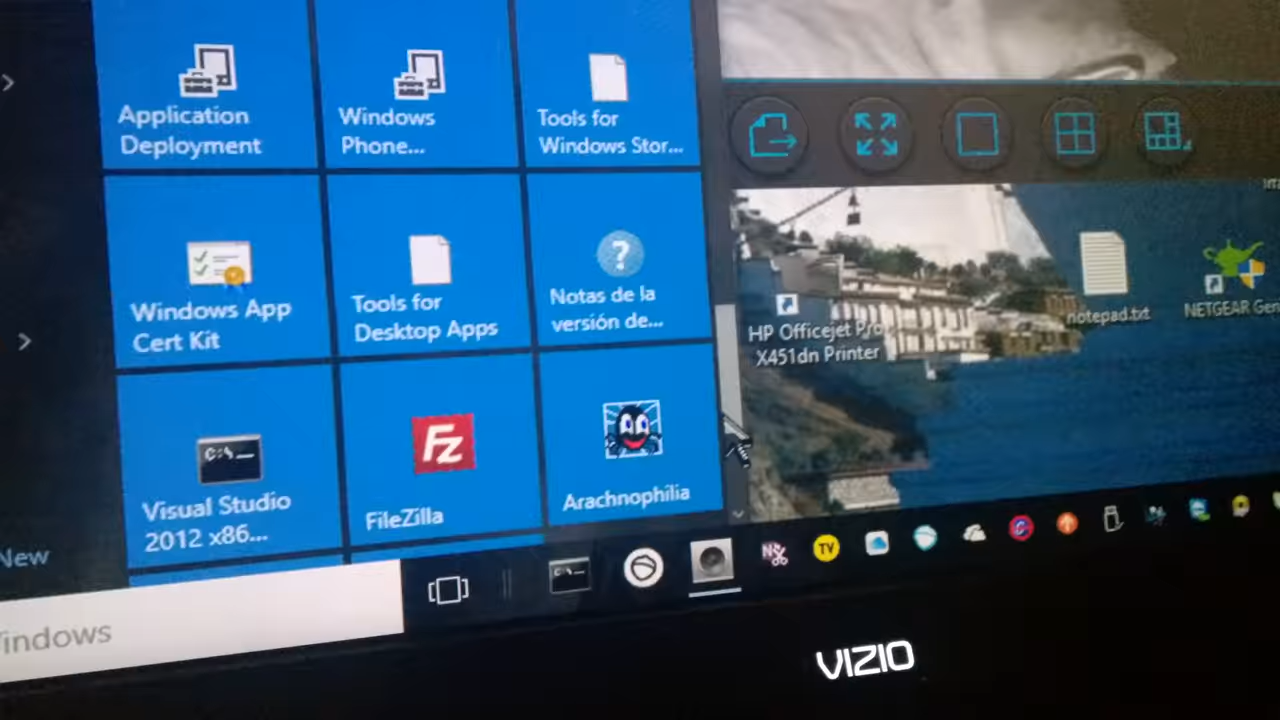 Application
Deployment
Windows
Phone...
Tools for
Windows Stor...
Windows App
Cert Kit
Tools for
Desktop Apps
Notas de la
versión de...
C:\
Visual Studio
2012 x86...
Fz
FileZilla
Arachnophilia
HP Officejet Pro
X451dn Printer
notepad.txt
NETGEAR Gen
New
indows
TV
VIZIO